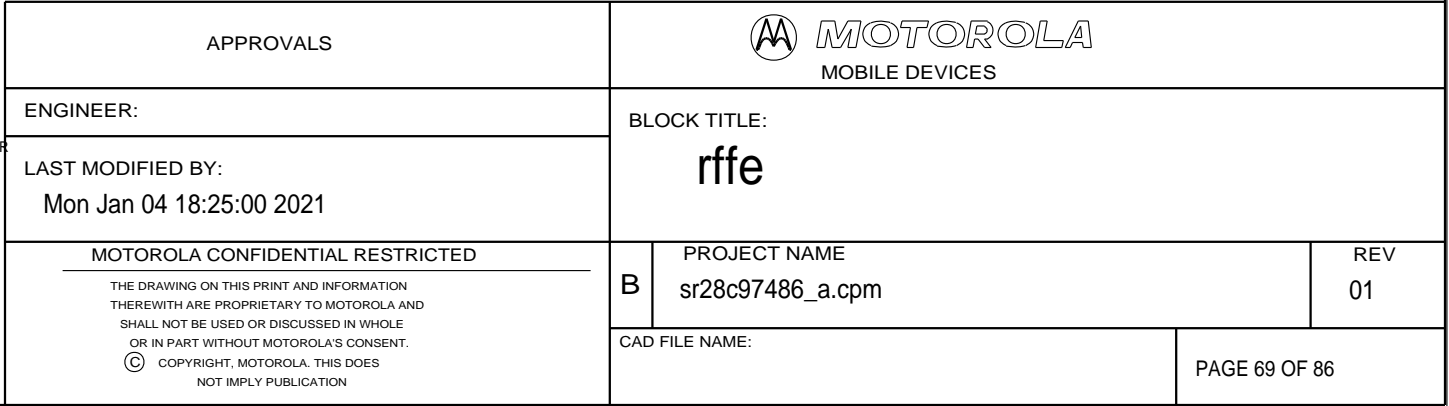 APPROVALS
MOTOROLA
MOBILE DEVICES
ENGINEER:
BLOCK TITLE:
rffe
R
LAST MODIFIED BY:
Mon Jan 04 18:25:00 2021
MOTOROLA CONFIDENTIAL RESTRICTED
THE DRAWING ON THIS PRINT AND INFORMATION
THEREWITH ARE PROPRIETARY TO MOTOROLA AND
SHALL NOT BE USED OR DISCUSSED IN WHOLE
OR IN PART WITHOUT MOTOROLA'S CONSENT.
© COPYRIGHT, MOTOROLA. THIS DOES
NOT IMPLY PUBLICATION
B
PROJECT NAME
sr28c97486_a.cpm
REV
01
CAD FILE NAME:
PAGE 69 OF 86